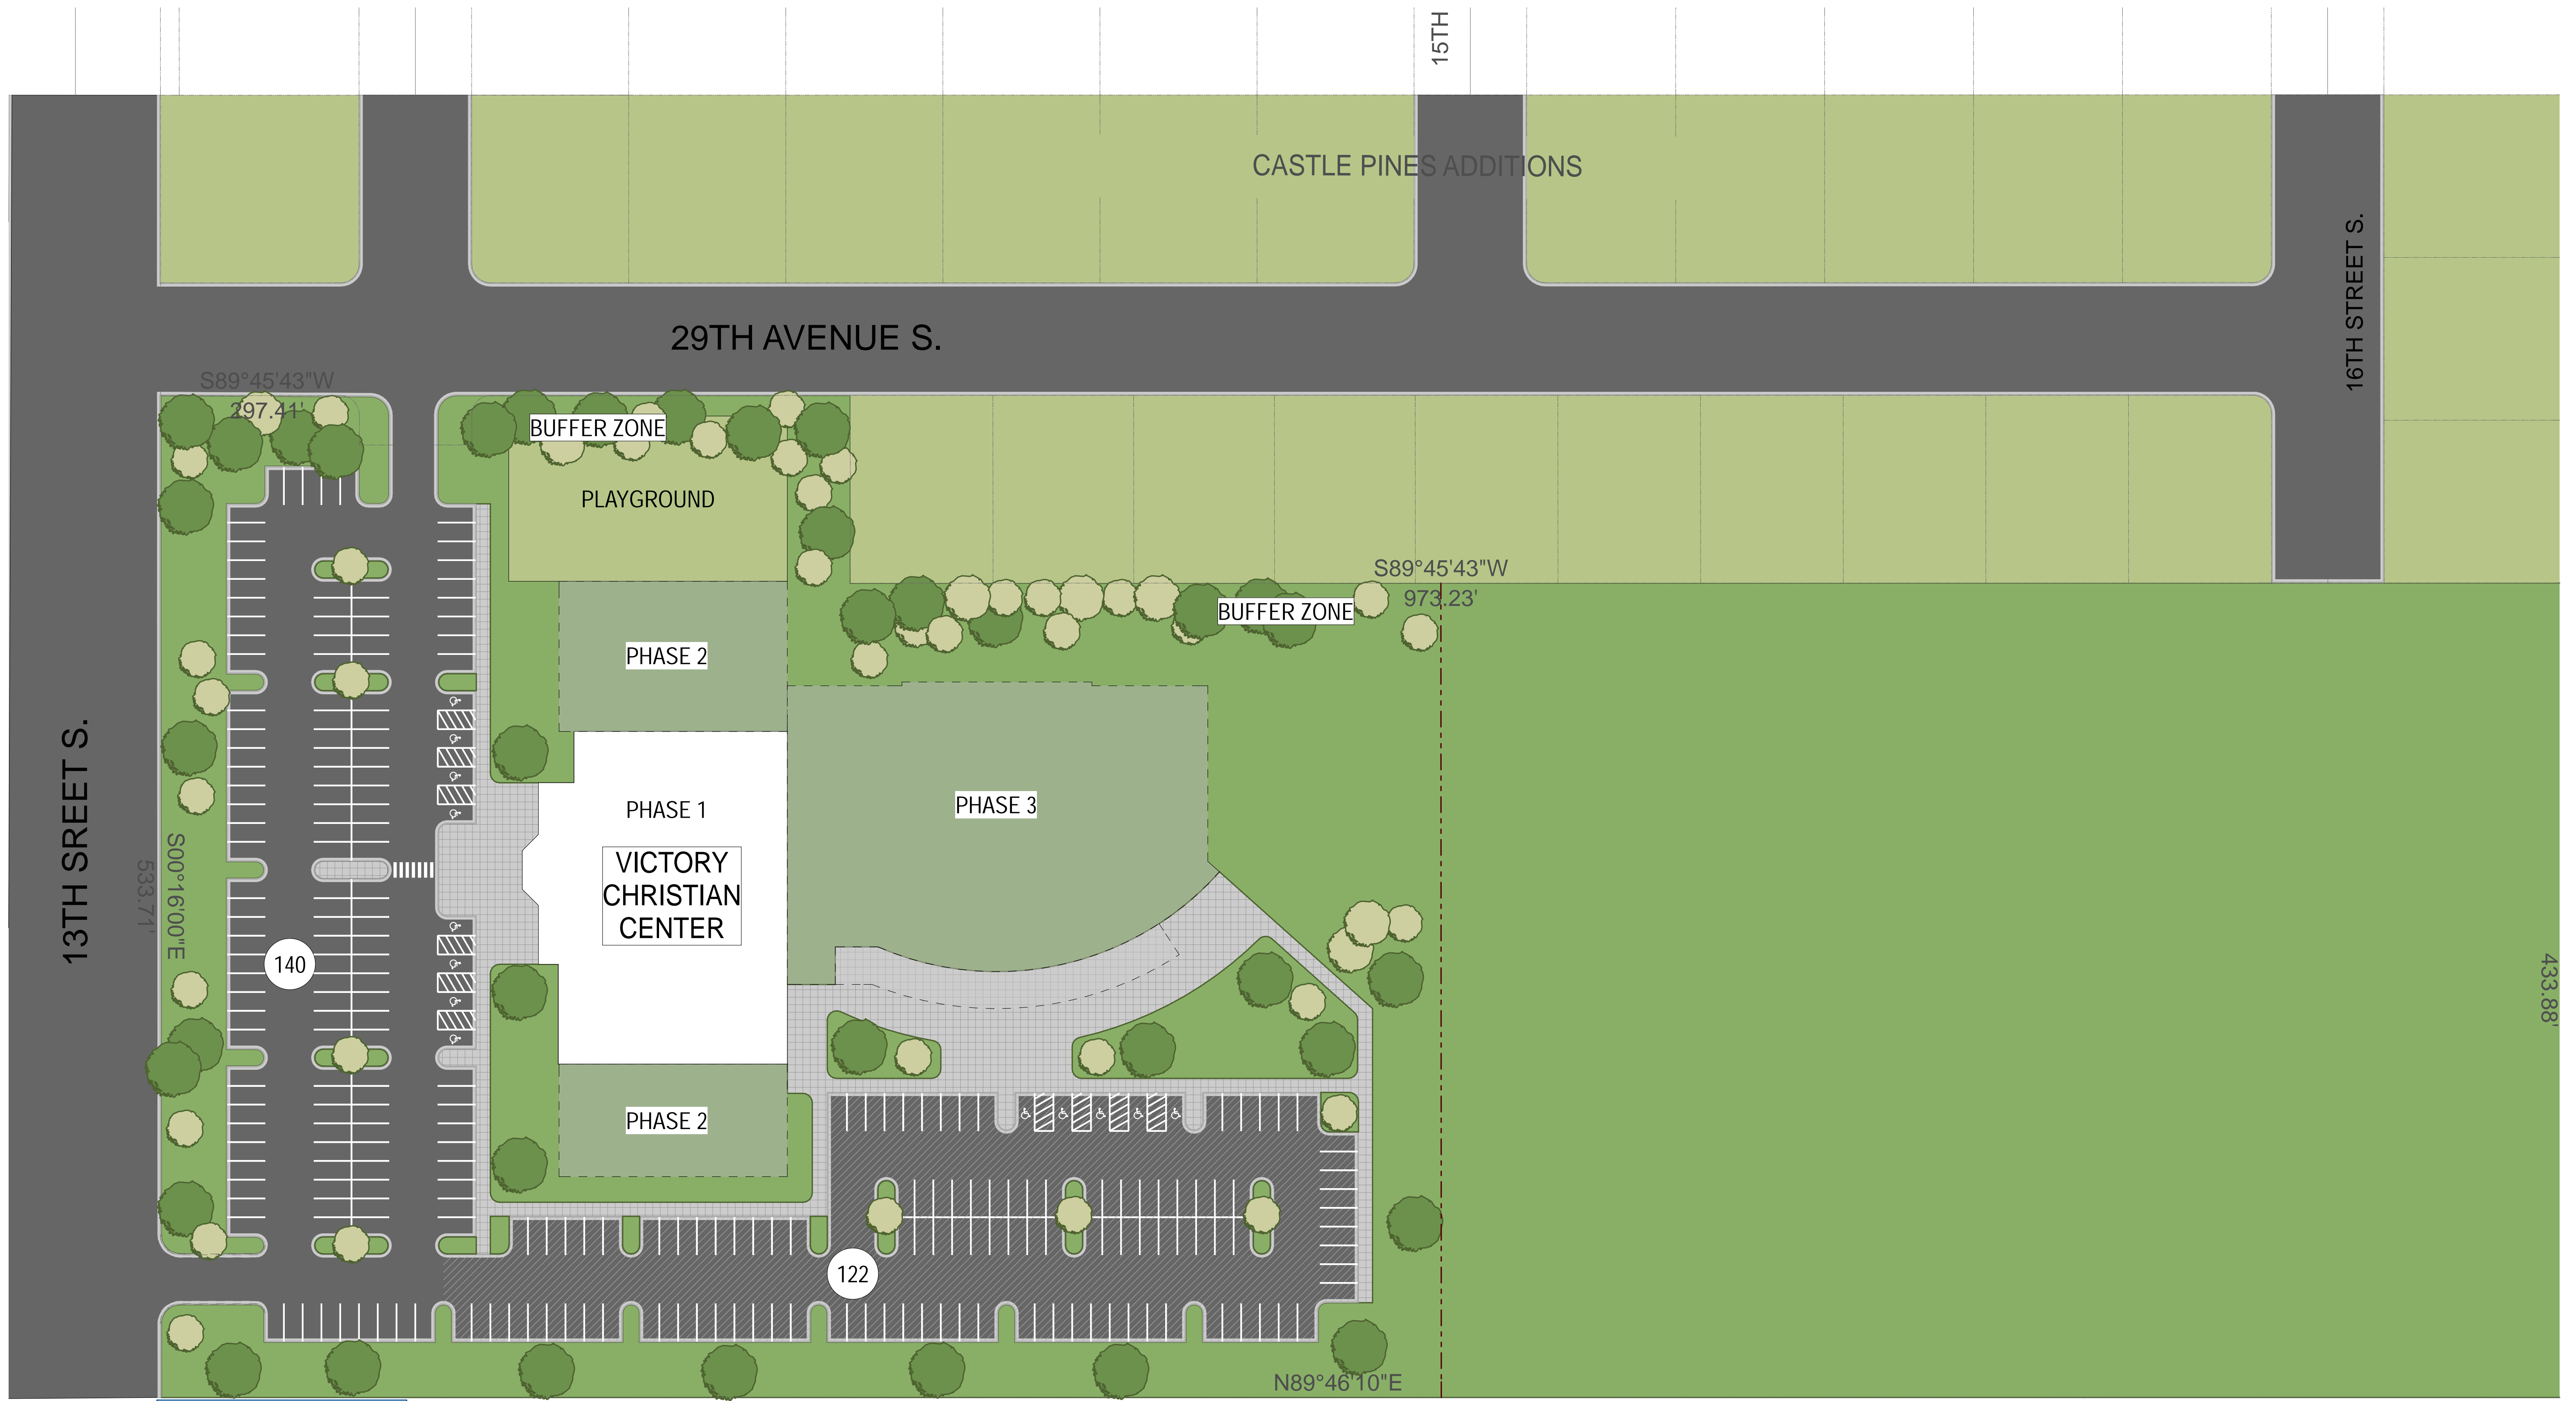 15TH
CASTLE PINES ADDITIONS
16TH STREET S.
29TH AVENUE S.
S89°45'43"W
297.41'
BUFFER ZONE
PLAYGROUND
S89°45'43"W
973.23'
BUFFER ZONE
PHASE 2
PHASE 1
PHASE 3
VICTORY
CHRISTIAN
CENTER
13TH SREET S.
533.71'
S00°16'00"E
140
433.88'
PHASE 2
122
N89°46'10"E